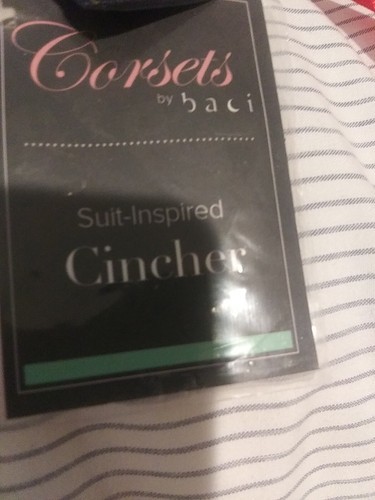 Corsets
by baci
Suit-Inspired
Cincher